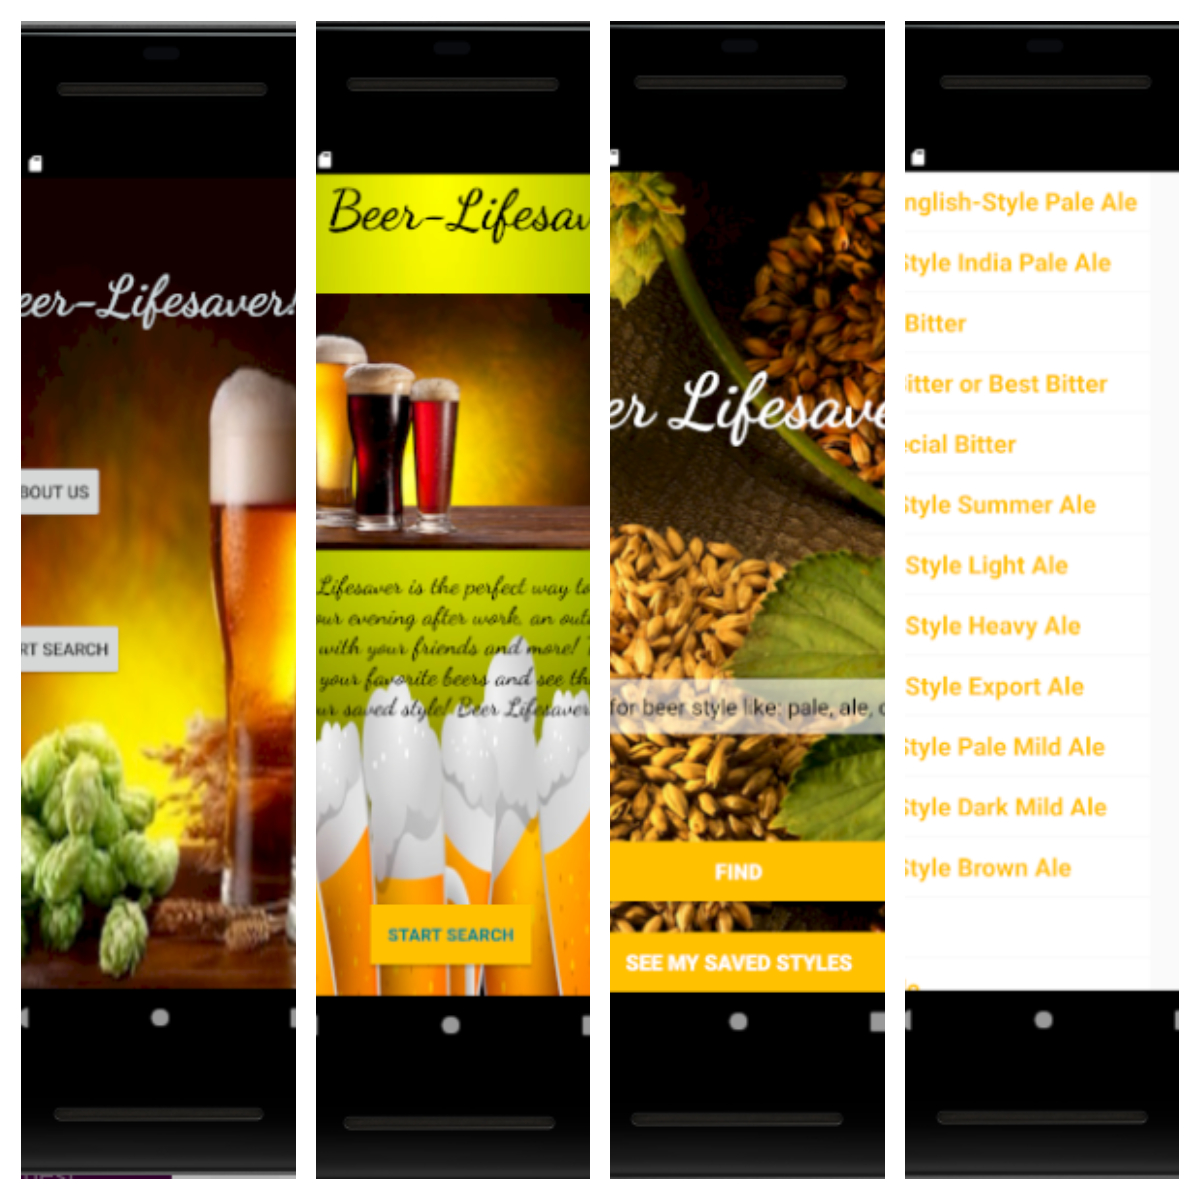 eer-Lifesaver!
BOUT US
RT SEARCH
Beer-Lifesav
Lifesaver is the perfect way to
our evening after work, an out
with your friends and more!
your favorite beers and see th
ur saved style! Beer Lifesaver
START SEARCH
er Lifesave
for beer style like: pale, ale,
FIND
SEE MY SAVED STYLES
nglish-Style Pale Ale
Style India Pale Ale
Bitter
itter or Best Bitter
ecial Bitter
Style Summer Ale
Style Light Ale
Style Heavy Ale
Style Export Ale
Style Pale Mild Ale
Style Dark Mild Ale
Style Brown Ale